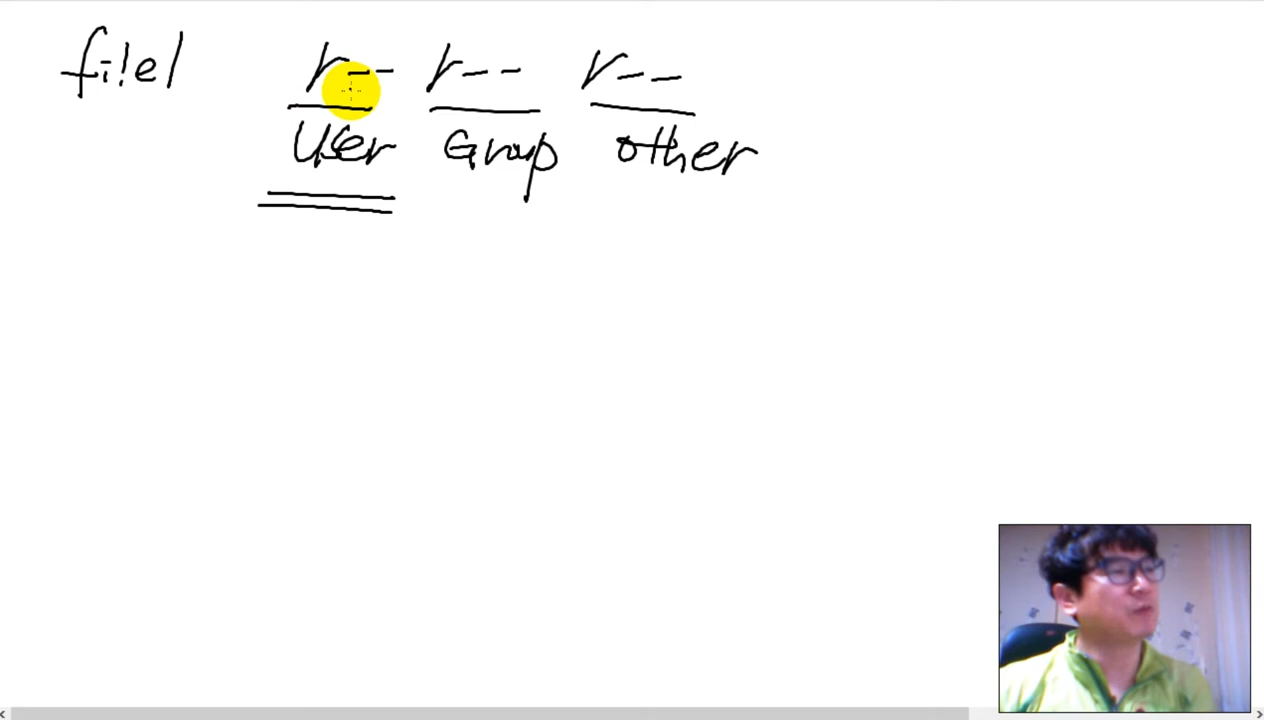 file1 r-- r-- r--
User Group other